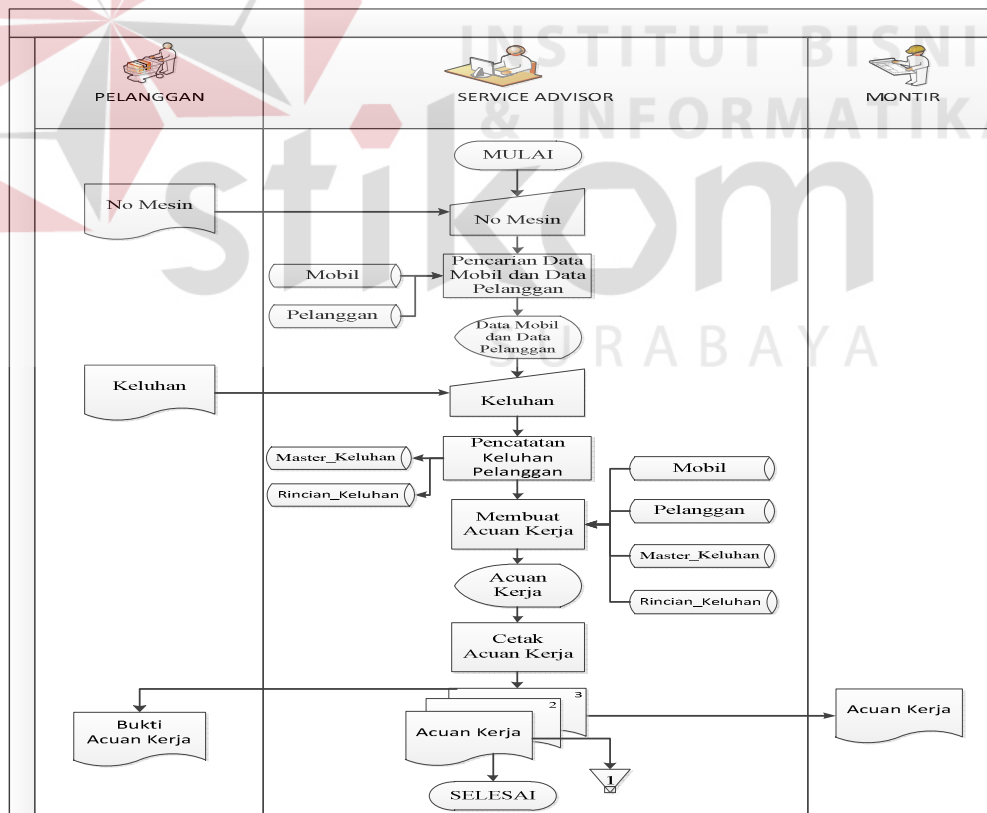 INSTITUT BISNI
& INFORMATIKA
stikom
SURABAYA
PELANGGAN
SERVICE ADVISOR
MONTIR
MULAI
No Mesin
No Mesin
Pencarian Data
Mobil dan Data
Pelanggan
Mobil
Pelanggan
Data Mobil
dan Data
Pelanggan
Keluhan
Keluhan
Pencatatan
Keluhan
Pelanggan
Master_Keluhan
Rincian_Keluhan
Mobil
Pelanggan
Master_Keluhan
Rincian_Keluhan
Membuat
Acuan Kerja
Acuan
Kerja
Cetak
Acuan Kerja
3
2
Acuan Kerja
Bukti
Acuan Kerja
Acuan Kerja
1
SELESAI